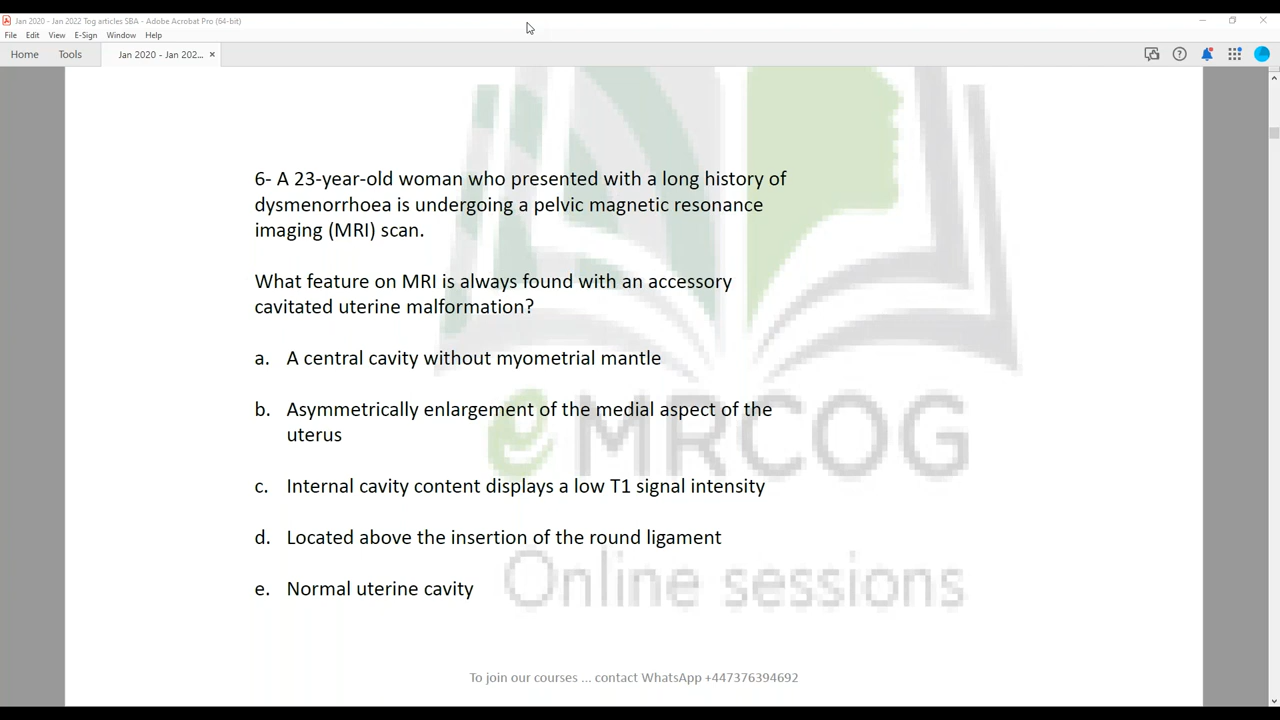 Jan 2020 - Jan 2022 Tog articles SBA - Adobe Acrobat Pro (64-bit)
File Edit View E-Sign Window Help
Home Tools Jan 2020 - Jan 202... ×
6- A 23-year-old woman who presented with a long history of
dysmenorrhoea is undergoing a pelvic magnetic resonance
imaging (MRI) scan.
What feature on MRI is always found with an accessory
cavitated uterine malformation?
a. A central cavity without myometrial mantle
b. Asymmetrically enlargement of the medial aspect of the
uterus
c. Internal cavity content displays a low T1 signal intensity
d. Located above the insertion of the round ligament
e. Normal uterine cavity
eMRCOG
Online sessions
To join our courses ... contact WhatsApp +447376394692